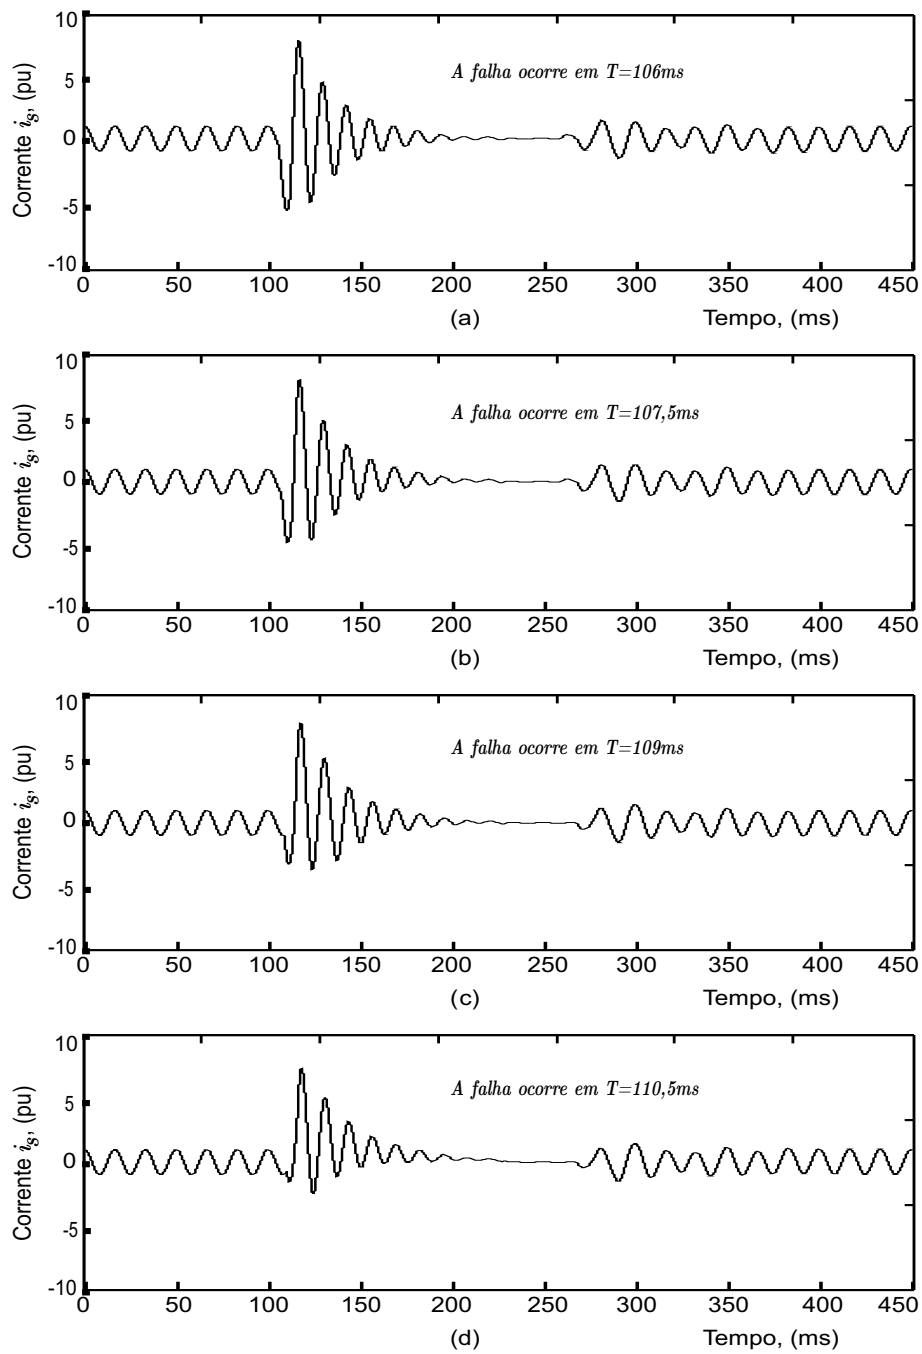 10
5
0
-5
-10
Corrente is, (pu)
A falha ocorre em T=106ms
0 50 100 150 200 250 300 350 400 450
(a) Tempo, (ms)
10
5
0
-5
-10
Corrente is, (pu)
A falha ocorre em T=107,5ms
0 50 100 150 200 250 300 350 400 450
(b) Tempo, (ms)
10
5
0
-5
-10
Corrente is, (pu)
A falha ocorre em T=109ms
0 50 100 150 200 250 300 350 400 450
(c) Tempo, (ms)
10
5
0
-5
-10
Corrente is, (pu)
A falha ocorre em T=110,5ms
0 50 100 150 200 250 300 350 400 450
(d) Tempo, (ms)